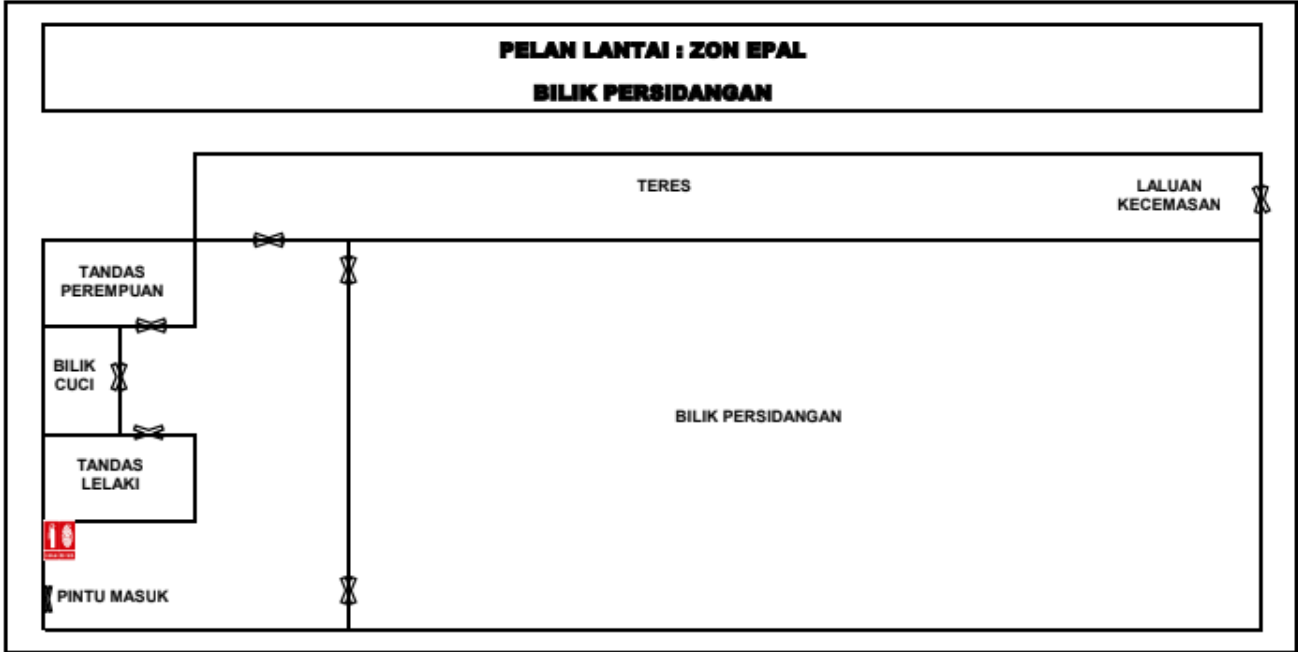 PELAN LANTAI : ZON EPAL
BILIK PERSIDANGAN
TERES
LALUAN
KECEMASAN
TANDAS
PEREMPUAN
BILIK
CUCI
BILIK PERSIDANGAN
TANDAS
LELAKI
PINTU MASUK